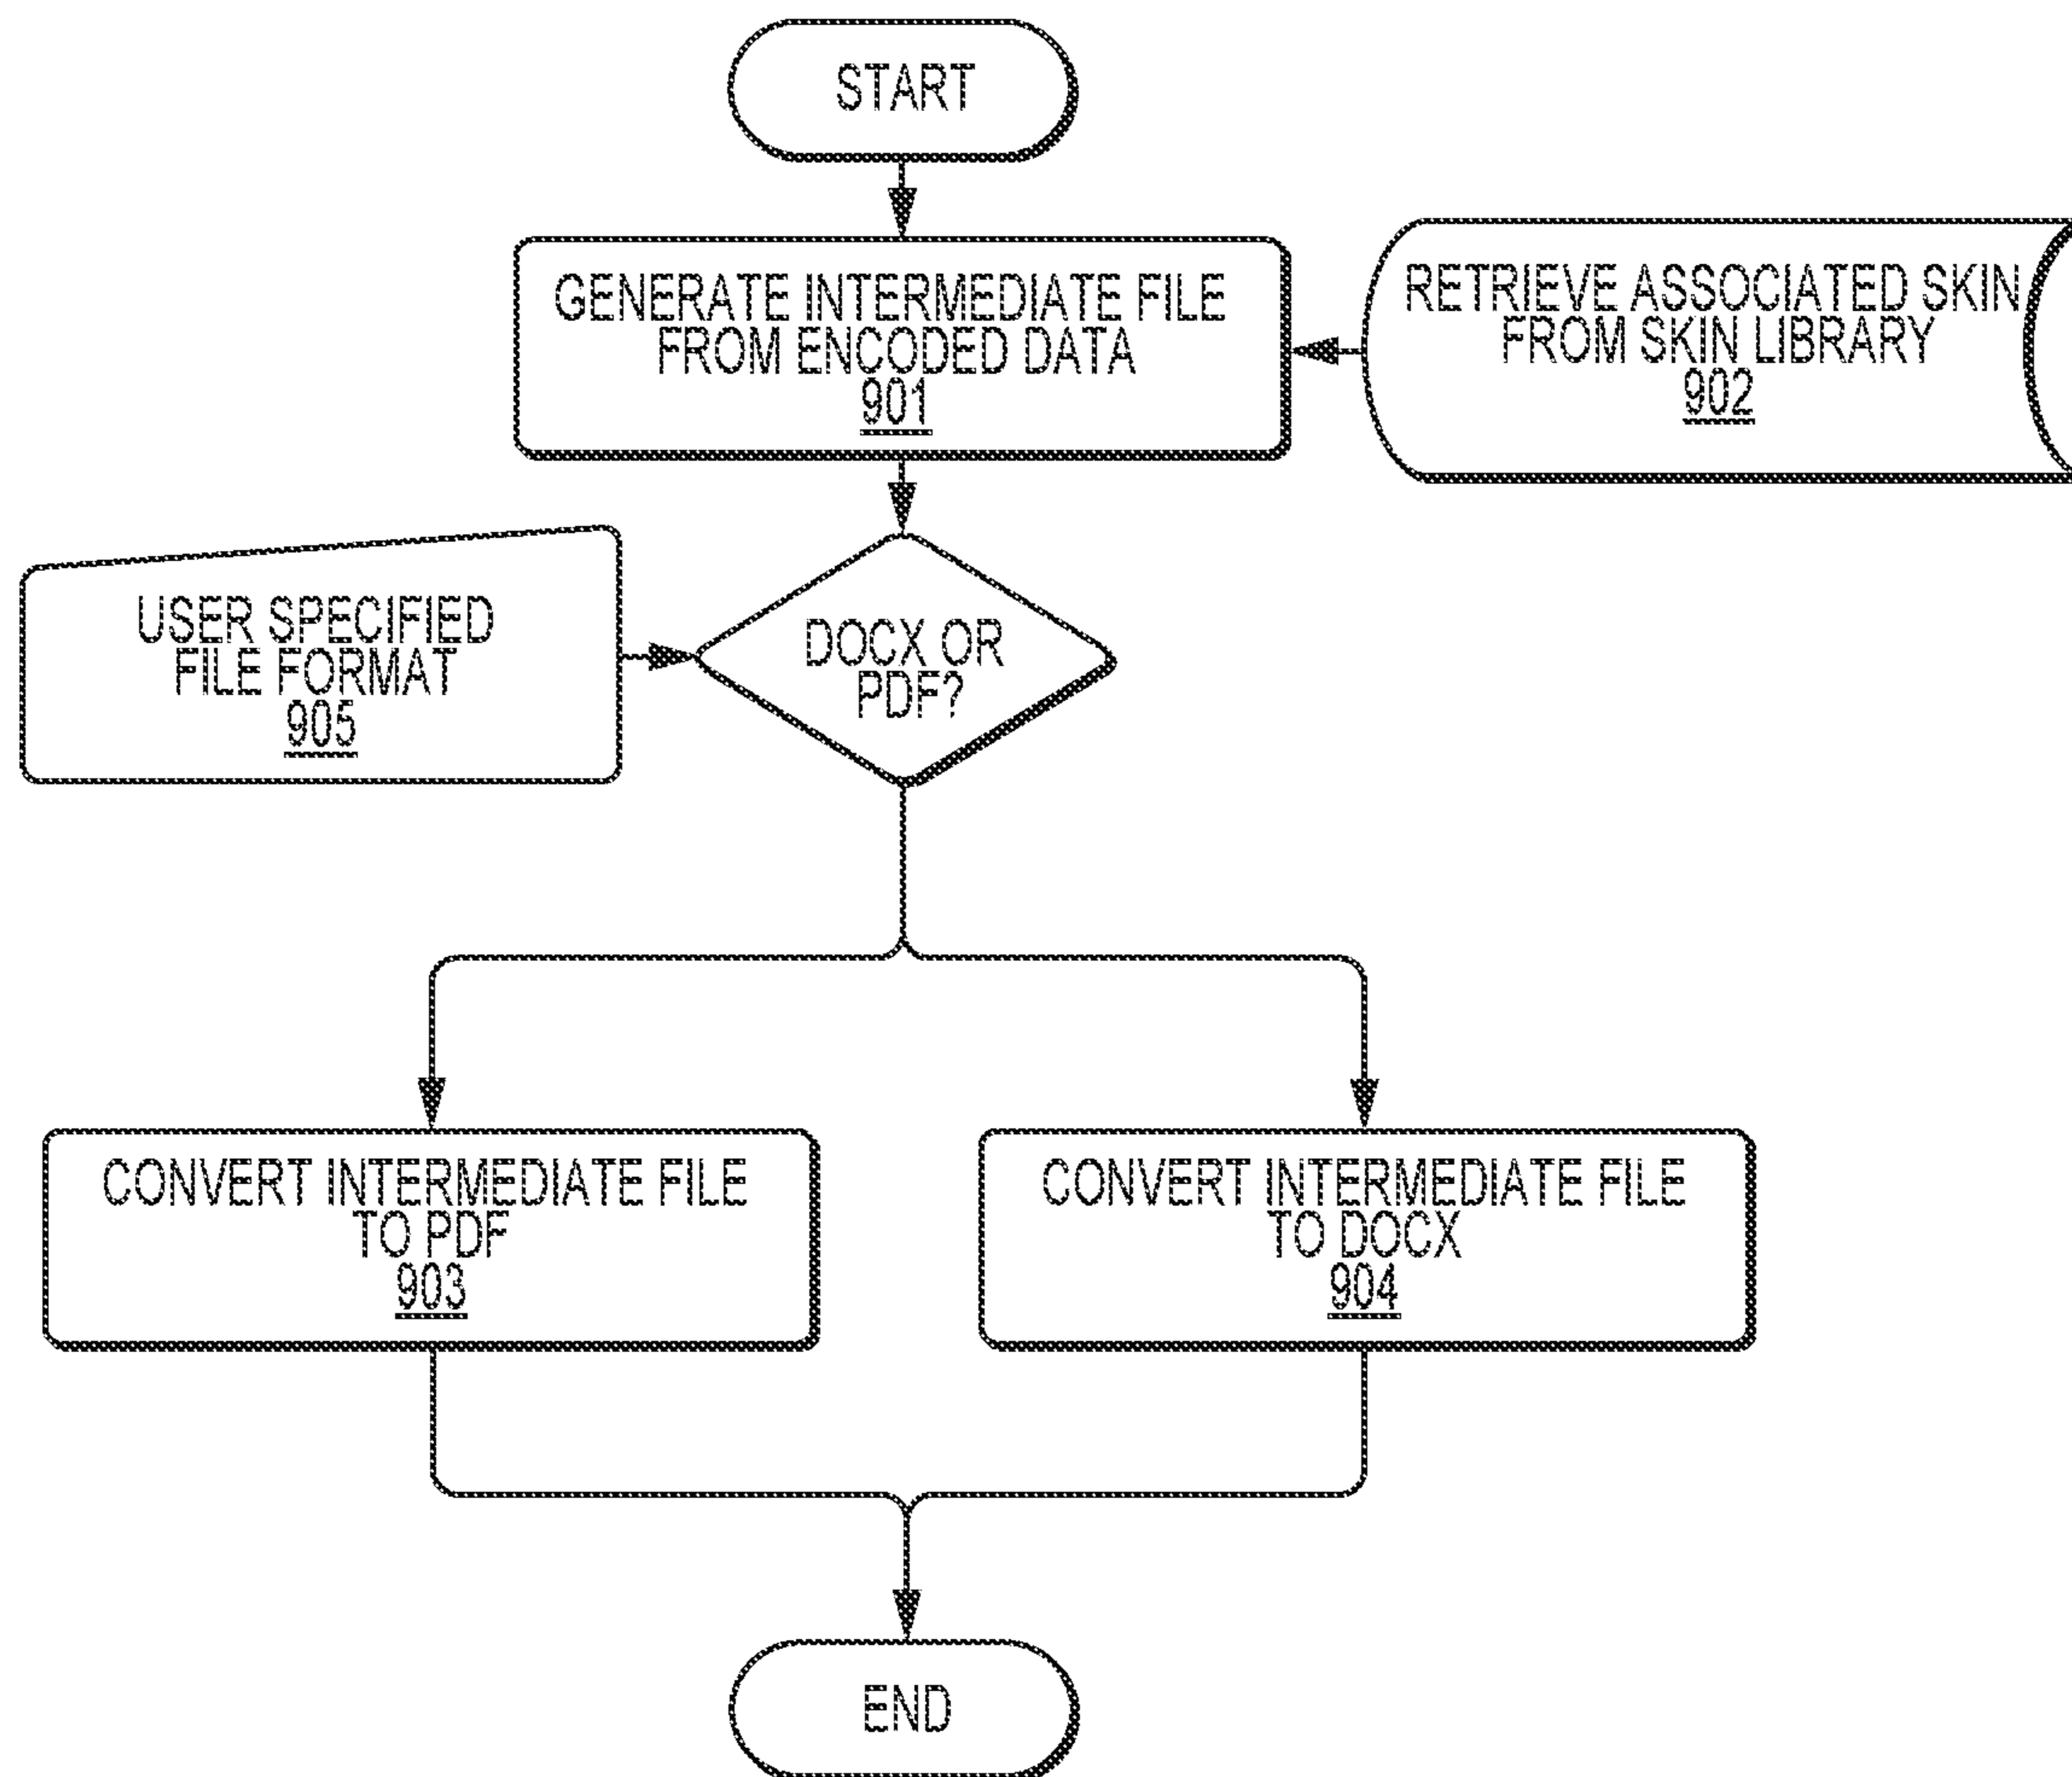 START
GENERATE INTERMEDIATE FILE
FROM ENCODED DATA
901
RETRIEVE ASSOCIATED SKIN
FROM SKIN LIBRARY
902
USER SPECIFIED
FILE FORMAT
905
DOCX OR
PDF?
CONVERT INTERMEDIATE FILE
TO PDF
903
CONVERT INTERMEDIATE FILE
TO DOCX
904
END